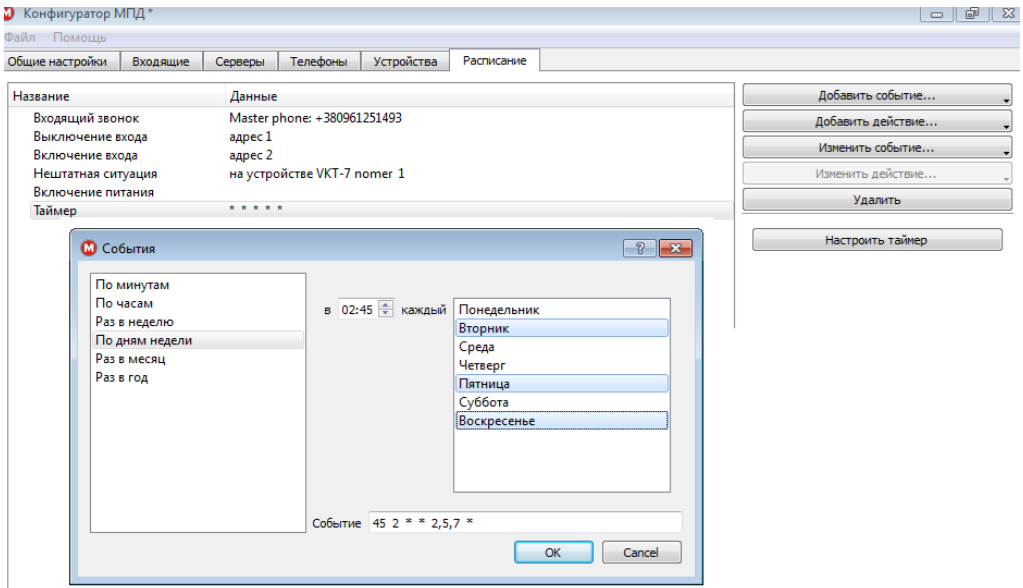 Конфигуратор МПД *
Файл Помощь
Общие настройки Входящие Серверы Телефоны Устройства Расписание
Название Данные
Входящий звонок Master phone: +380961251493
Выключение входа адрес 1
Включение входа адрес 2
Нештатная ситуация на устройстве VKT-7 nomer 1
Включение питания
Таймер * * * * *
Добавить событие...
Добавить действие...
Изменить событие...
Изменить действие...
Удалить
Настроить таймер
События
По минутам
По часам
Раз в неделю
По дням недели
Раз в месяц
Раз в год
в 02:45 каждый
Понедельник
Вторник
Среда
Четверг
Пятница
Суббота
Воскресенье
Событие 45 2 * * 2,5,7 *
OK Cancel